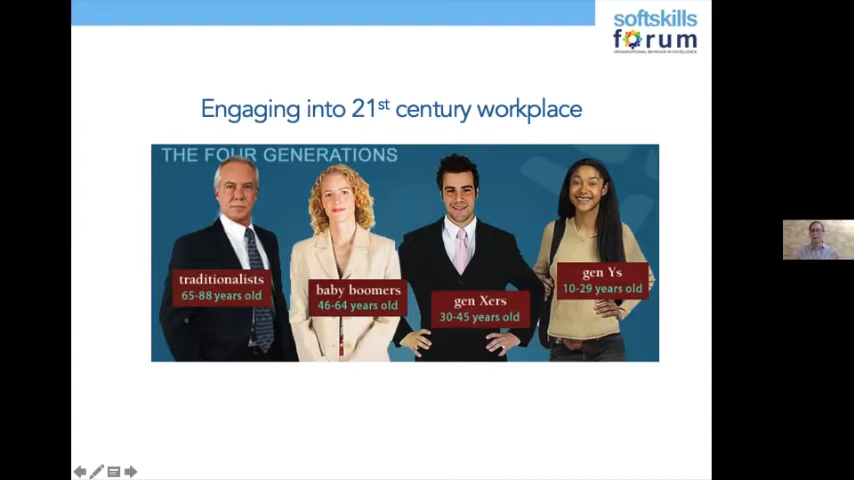 softskills
forum
ORGANIZATIONAL BEHAVIOR IN EXCELLENCE
Engaging into 21st century workplace
THE FOUR GENERATIONS
traditionalists
65-88 years old
baby boomers
46-64 years old
gen Xers
30-45 years old
gen Ys
10-29 years old